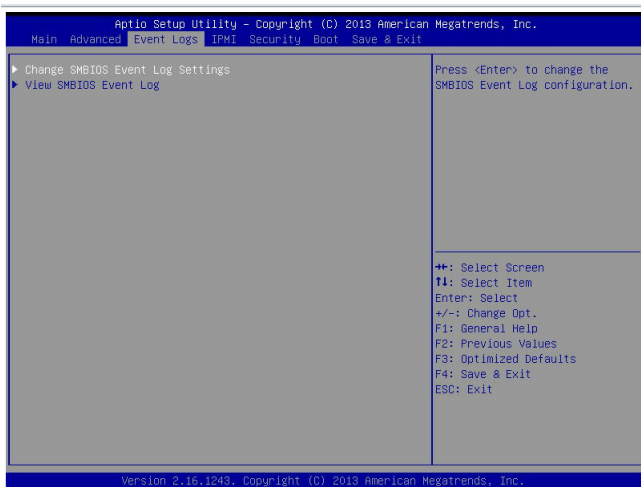 Aptio Setup Utility – Copyright (C) 2013 American Megatrends, Inc.
Main Advanced Event Logs IPMI Security Boot Save & Exit
▶ Change SMBIOS Event Log Settings
▶ View SMBIOS Event Log
Press <Enter> to change the
SMBIOS Event Log configuration.
→←: Select Screen
↑↓: Select Item
Enter: Select
+/-: Change Opt.
F1: General Help
F2: Previous Values
F3: Optimized Defaults
F4: Save & Exit
ESC: Exit
Version 2.16.1243. Copyright (C) 2013 American Megatrends, Inc.